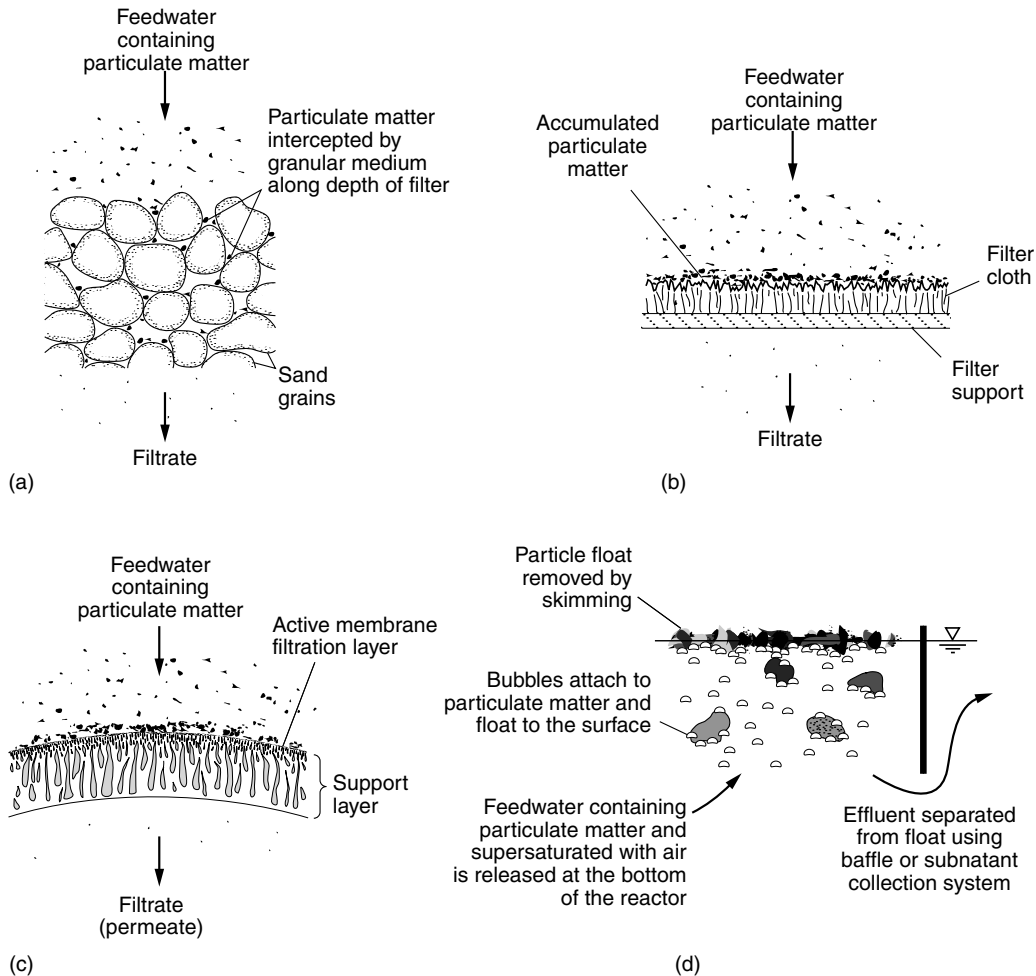 Feedwater
containing
particulate matter
Particulate matter
intercepted by
granular medium
along depth of filter
Sand
grains
Filtrate
(a)
Feedwater
containing
particulate matter
Accumulated
particulate
matter
Filter
cloth
Filter
support
Filtrate
(b)
Feedwater
containing
particulate matter
Active membrane
filtration layer
Support
layer
Filtrate
(permeate)
(c)
Particle float
removed by
skimming
Bubbles attach to
particulate matter and
float to the surface
Feedwater containing
particulate matter and
supersaturated with air
is released at the bottom
of the reactor
Effluent separated
from float using
baffle or subnatant
collection system
(d)